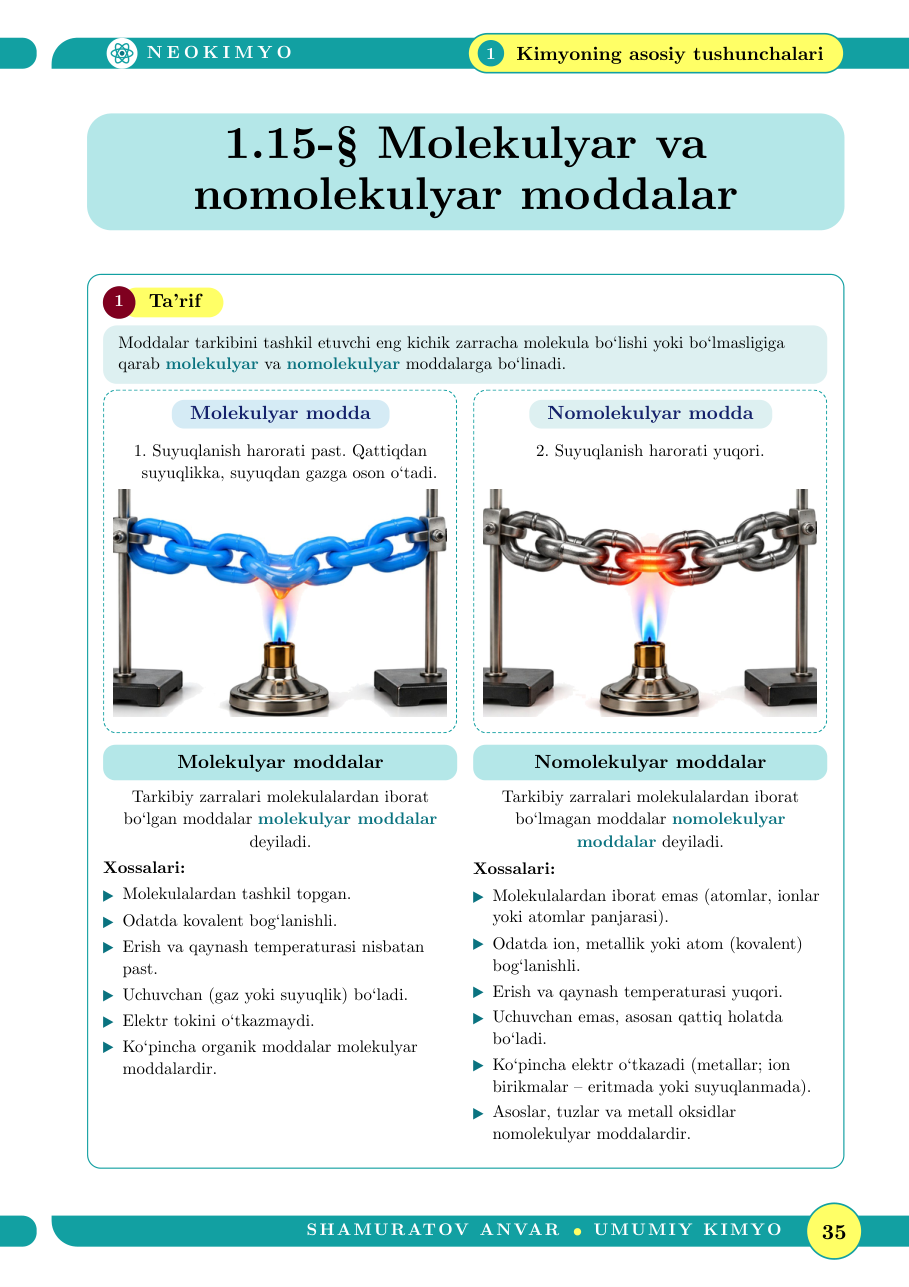 NEOKIMYO
1 Kimyoning asosiy tushunchalari
1.15-§ Molekulyar va
nomolekulyar moddalar
1 Ta’rif
Moddalar tarkibini tashkil etuvchi eng kichik zarracha molekula bo‘lishi yoki bo‘lmasligiga
qarab molekulyar va nomolekulyar moddalarga bo‘linadi.
Molekulyar modda
1. Suyuqlanish harorati past. Qattiqdan
suyuqlikka, suyuqdan gazga oson o‘tadi.
Nomolekulyar modda
2. Suyuqlanish harorati yuqori.
Molekulyar moddalar
Tarkibiy zarralari molekulalardan iborat
bo‘lgan moddalar molekulyar moddalar
deyiladi.
Xossalari:
▶ Molekulalardan tashkil topgan.
▶ Odatda kovalent bog‘lanishli.
▶ Erish va qaynash temperaturasi nisbatan
past.
▶ Uchuvchan (gaz yoki suyuqlik) bo‘ladi.
▶ Elektr tokini o‘tkazmaydi.
▶ Ko‘pincha organik moddalar molekulyar
moddalardir.
Nomolekulyar moddalar
Tarkibiy zarralari molekulalardan iborat
bo‘lmagan moddalar nomolekulyar
moddalar deyiladi.
Xossalari:
▶ Molekulalardan iborat emas (atomlar, ionlar
yoki atomlar panjarasi).
▶ Odatda ion, metallik yoki atom (kovalent)
bog‘lanishli.
▶ Erish va qaynash temperaturasi yuqori.
▶ Uchuvchan emas, asosan qattiq holatda
bo‘ladi.
▶ Ko‘pincha elektr o‘tkazadi (metallar; ion
birikmalar – eritmada yoki suyuqlanmada).
▶ Asoslar, tuzlar va metall oksidlar
nomolekulyar moddalardir.
SHAMURATOV ANVAR • UMUMIY KIMYO 35